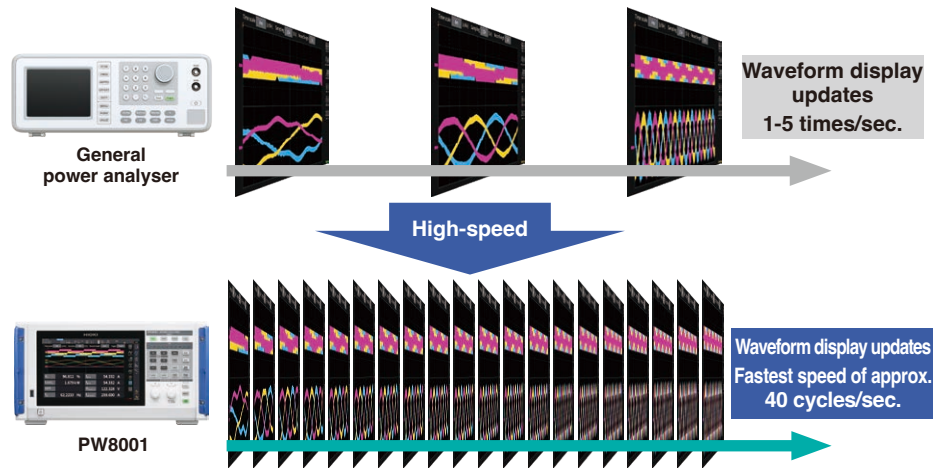 Waveform display
updates
1-5 times/sec.
General
power analyser
High-speed
Waveform display updates
Fastest speed of approx.
40 cycles/sec.
PW8001